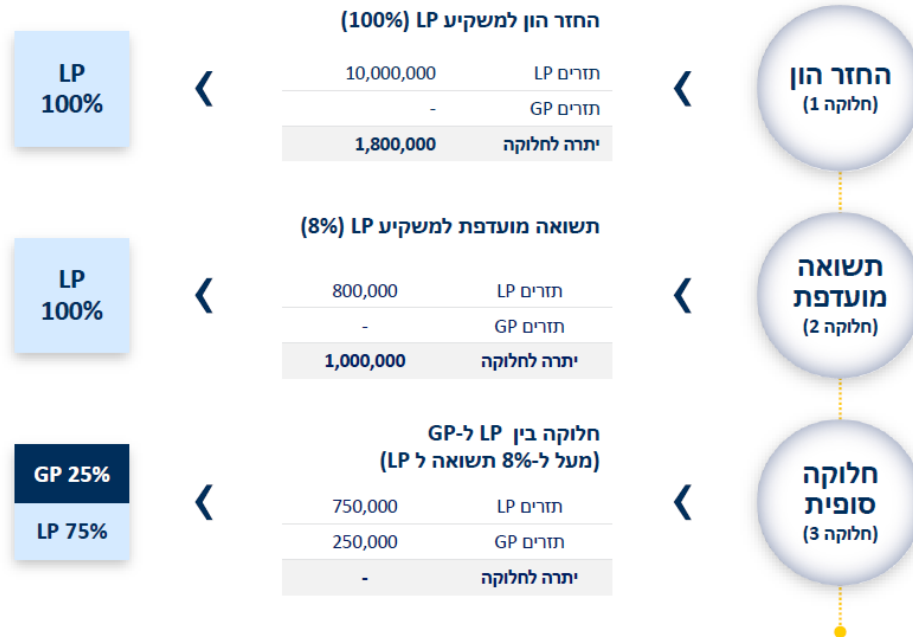 החזר הון
(חלוקה 1)
החזר הון למשקיע LP (100%)
תזרים LP 10,000,000
תזרים GP -
יתרה לחלוקה 1,800,000
LP
100%
תשואה
מועדפת
(חלוקה 2)
תשואה מועדפת למשקיע LP (8%)
תזרים LP 800,000
תזרים GP -
יתרה לחלוקה 1,000,000
LP
100%
חלוקה
סופית
(חלוקה 3)
חלוקה בין LP ל-GP
(מעל ל-8% תשואה ל LP)
תזרים LP 750,000
תזרים GP 250,000
יתרה לחלוקה -
GP 25%
LP 75%